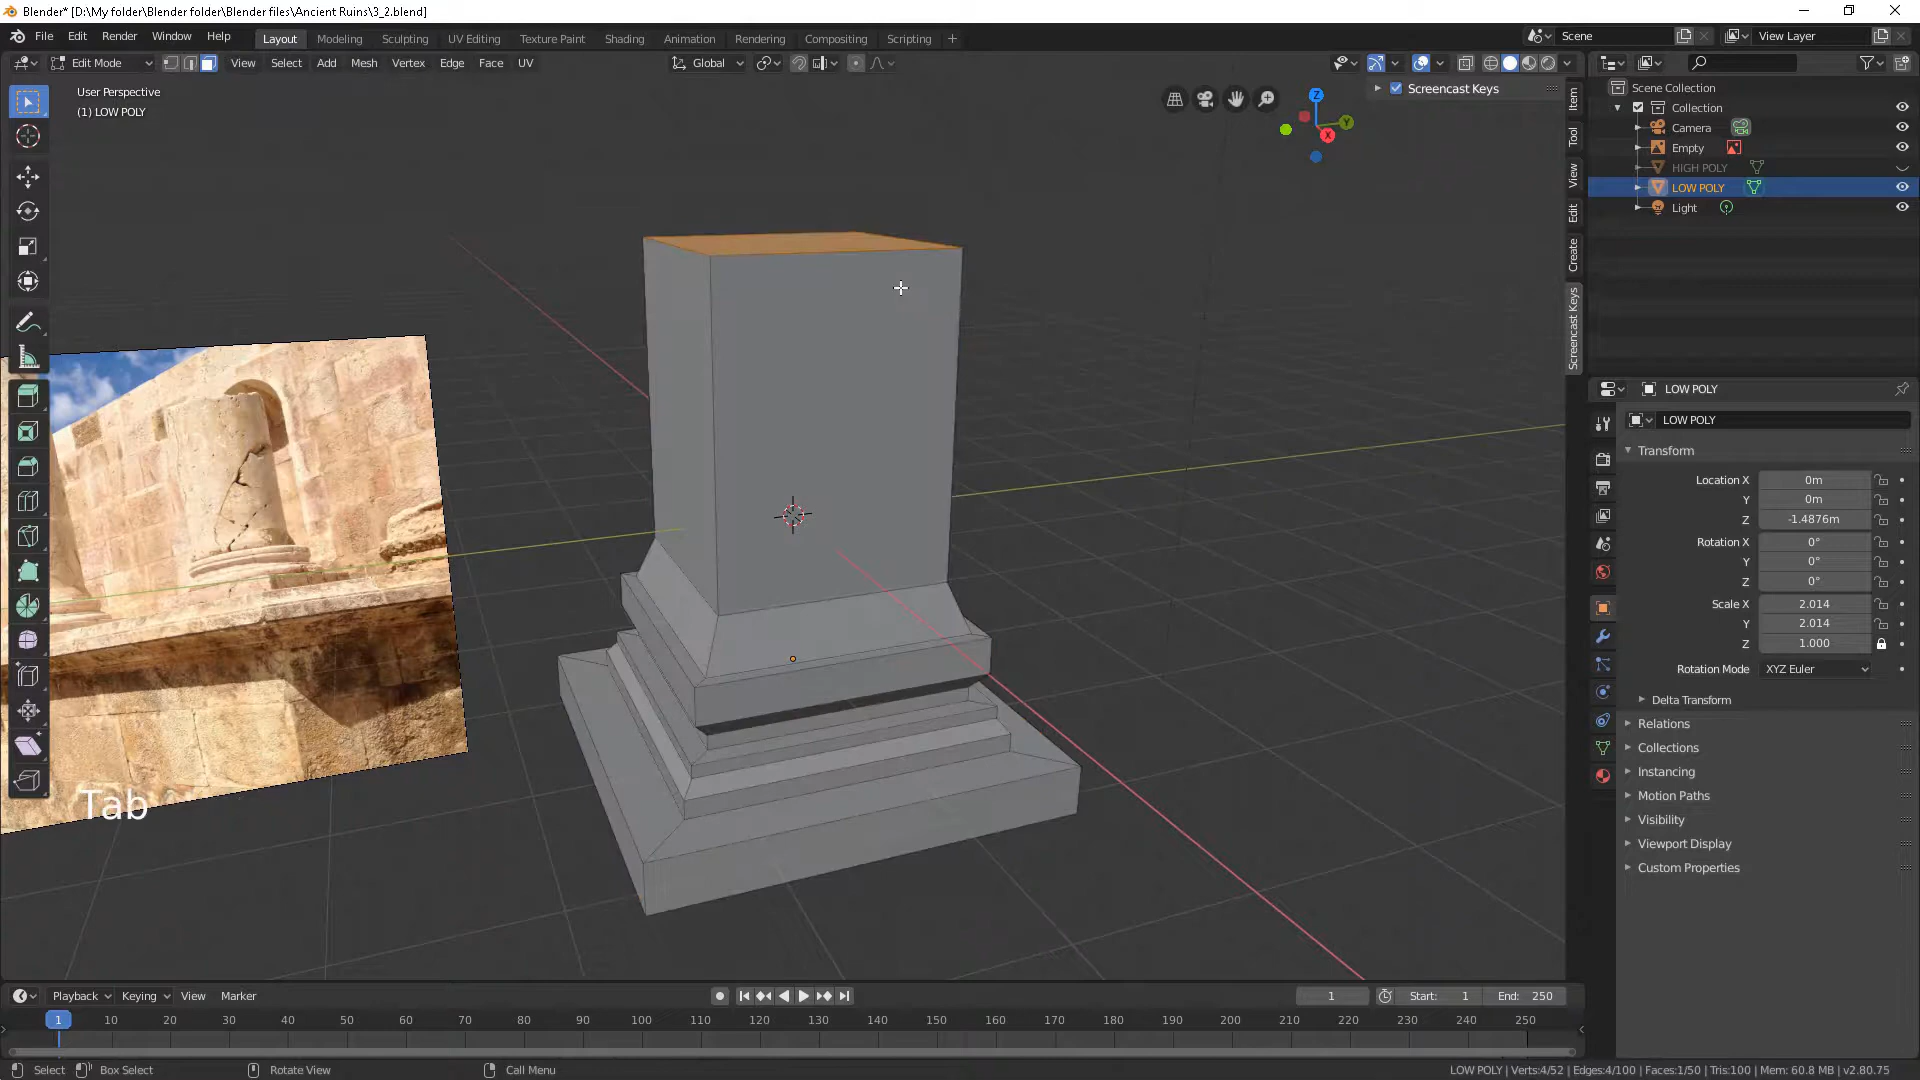 Blender* [D:\My folder\Blender folder\Blender files\Ancient Ruins\3_2.blend]
File Edit Render Window Help Layout Modeling Sculpting UV Editing Texture Paint Shading Animation Rendering Compositing Scripting + Scene View Layer
Edit Mode View Select Add Mesh Vertex Edge Face UV Global
User Perspective
(1) LOW POLY
Screencast Keys
Z
Y
X
Item
Tool
View
Edit
Create
Screencast Keys
Scene Collection
Collection
Camera
Empty
HIGH POLY
LOW POLY
Light
LOW POLY
LOW POLY
Transform
Location X 0m
Y 0m
Z -1.4876m
Rotation X 0°
Y 0°
Z 0°
Scale X 2.014
Y 2.014
Z 1.000
Rotation Mode XYZ Euler
Delta Transform
Relations
Collections
Instancing
Motion Paths
Visibility
Viewport Display
Custom Properties
Tab
Playback Keying View Marker 1 Start: 1 End: 250
1 10 20 30 40 50 60 70 80 90 100 110 120 130 140 150 160 170 180 190 200 210 220 230 240 250
Select Box Select Rotate View Call Menu LOW POLY | Verts:4/52 | Edges:4/100 | Faces:1/50 | Tris:100 | Mem: 60.8 MB | v2.80.75